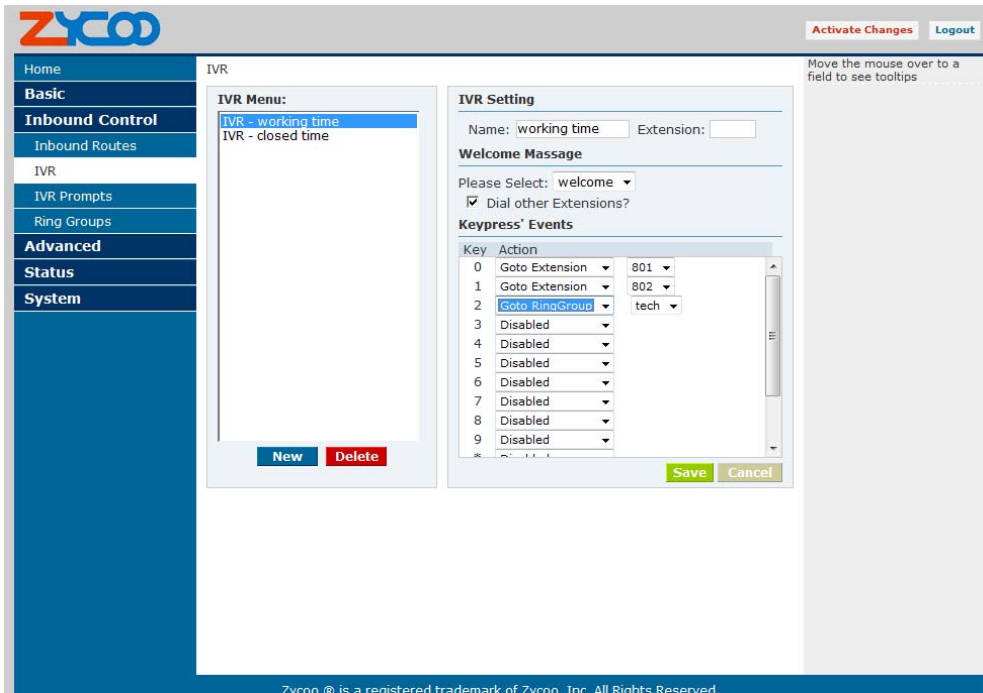 ZYCOO
Activate Changes
Logout
Home
Basic
Inbound Control
Inbound Routes
IVR
IVR Prompts
Ring Groups
Advanced
Status
System
IVR
IVR Menu:
IVR - working time
IVR - closed time
New
Delete
IVR Setting
Name: working time Extension:
Welcome Massage
Please Select: welcome
Dial other Extensions?
Keypress' Events
Key Action
0 Goto Extension 801
1 Goto Extension 802
2 Goto RingGroup tech
3 Disabled
4 Disabled
5 Disabled
6 Disabled
7 Disabled
8 Disabled
9 Disabled
Save
Cancel
Move the mouse over to a
field to see tooltips
Zycoo ® is a registered trademark of Zycoo, Inc. All Rights Reserved